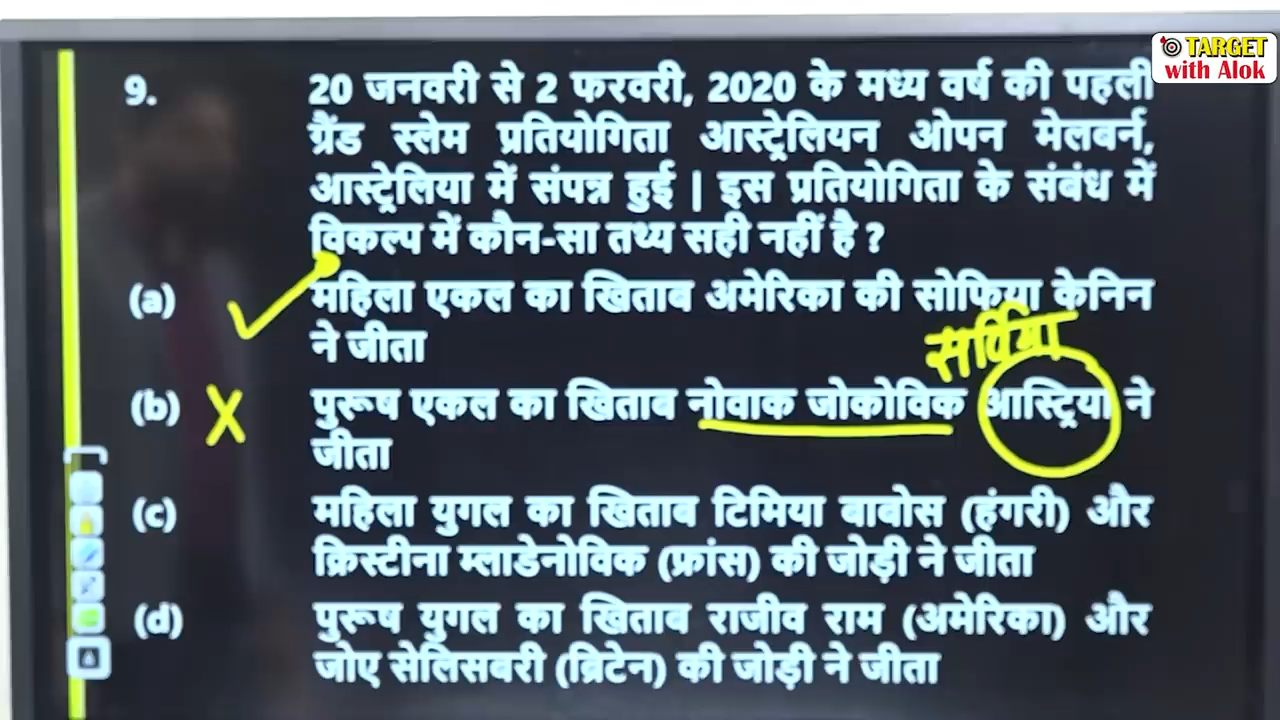 TARGET
with Alok
9. 20 जनवरी से 2 फरवरी, 2020 के मध्य वर्ष की पहली
ग्रैंड स्लेम प्रतियोगिता आस्ट्रेलियन ओपन मेलबर्न,
आस्ट्रेलिया में संपन्न हुई | इस प्रतियोगिता के संबंध में
विकल्प में कौन-सा तथ्य सही नहीं है ?
(a) महिला एकल का खिताब अमेरिका की सोफिया केनिन
ने जीता
सर्विया
(b) X पुरूष एकल का खिताब नोवाक जोकोविक आस्ट्रिया ने
जीता
(c) महिला युगल का खिताब टिमिया बाबोस (हंगरी) और
क्रिस्टीना म्लाडेनोविक (फ्रांस) की जोड़ी ने जीता
(d) पुरूष युगल का खिताब राजीव राम (अमेरिका) और
जोए सेलिसबरी (ब्रिटेन) की जोड़ी ने जीता